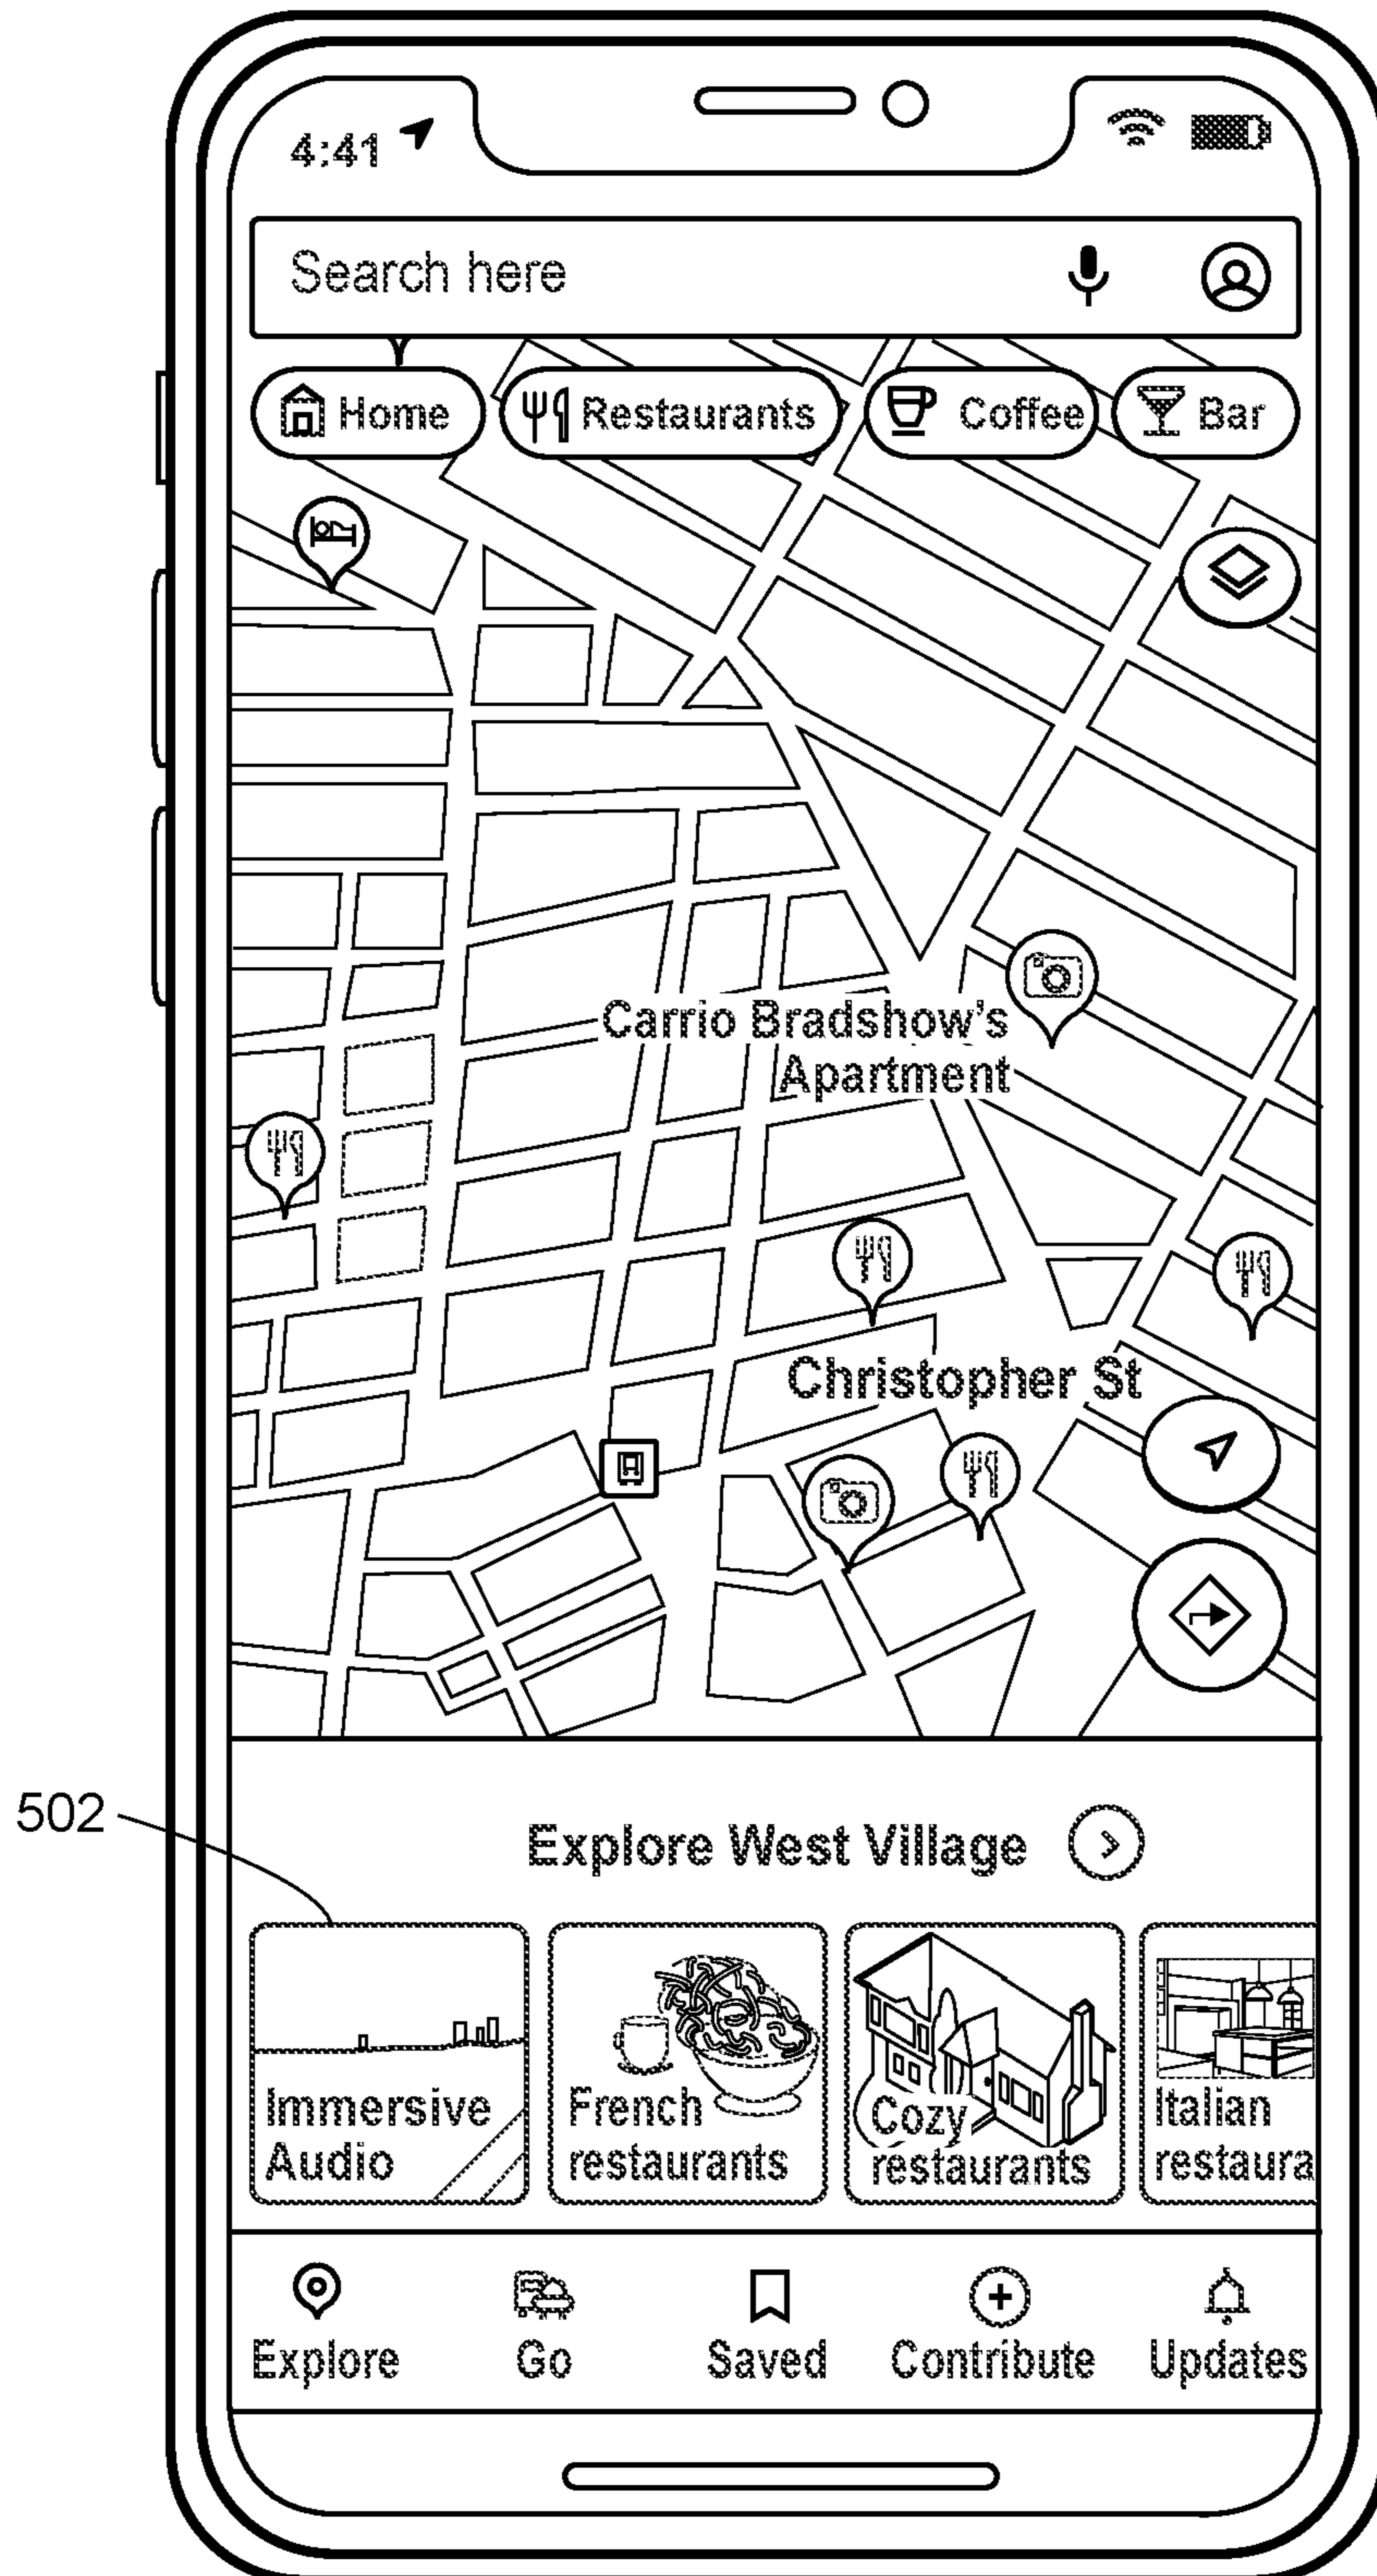 4:41
Search here
Home Restaurants Coffee Bar
Carrio Bradshow's
Apartment
Christopher St
502
Explore West Village
Immersive
Audio
French
restaurants
Cozy
restaurants
Italian
restaura
Explore Go Saved Contribute Updates